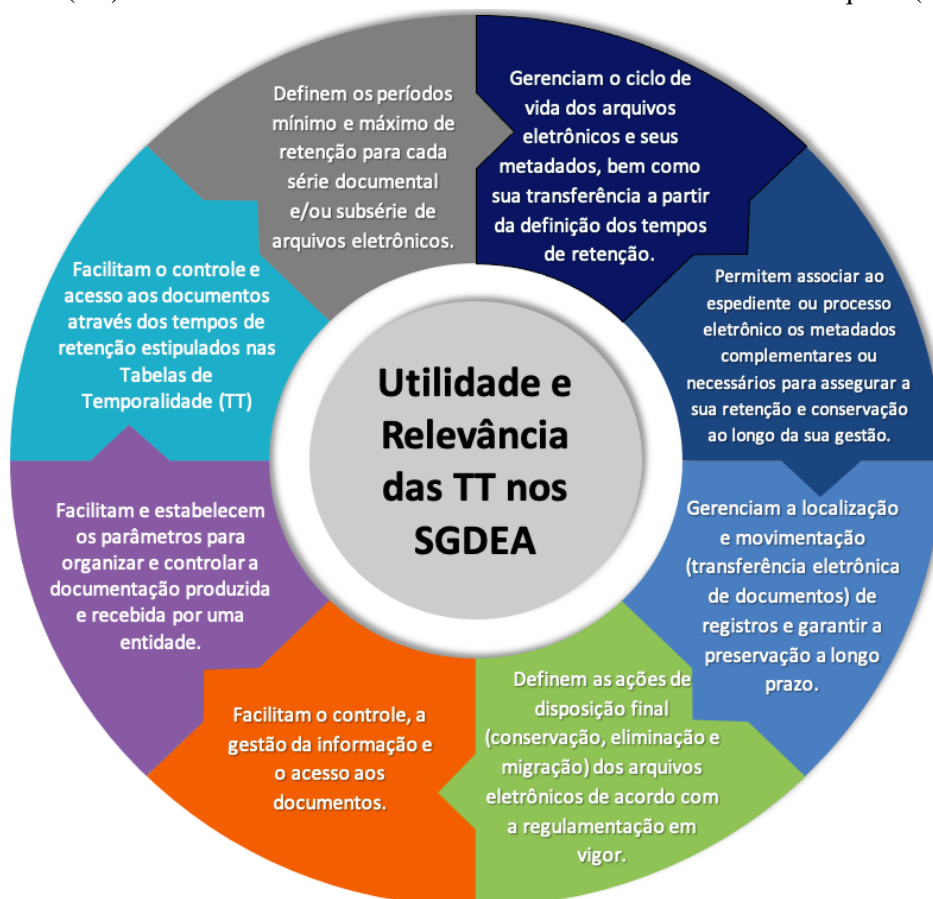 Definem os períodos
mínimo e máximo de
retenção para cada
série documental
e/ou subsérie de
arquivos eletrônicos.
Gerenciam o ciclo de
vida dos arquivos
eletrônicos e seus
metadados, bem como
sua transferência a partir
da definição dos tempos
de retenção.
Permitem associar ao
espediente ou processo
eletrônico os metadados
complementares ou
necessários para assegurar a
sua retenção e conservação
ao longo da sua gestão.
Gerenciam a localização
e movimentação
(transferência eletrônica
de documentos) de
registros e garantir a
preservação a longo
prazo.
Definem as ações de
disposição final
(conservação, eliminação e
migração) dos arquivos
eletrônicos de acordo com
a regulamentação em
vigor.
Facilitam o controle, a
gestão da informação e
o acesso aos
documentos.
Facilitam e estabelecem
os parâmetros para
organizar e controlar a
documentação produzida
e recebida por uma
entidade.
Facilitam o controle e
acesso aos documentos
através dos tempos de
retenção estipulados nas
Tabelas de
Temporalidade (TT)
Utilidade e
Relevância
das TT nos
SGDEA